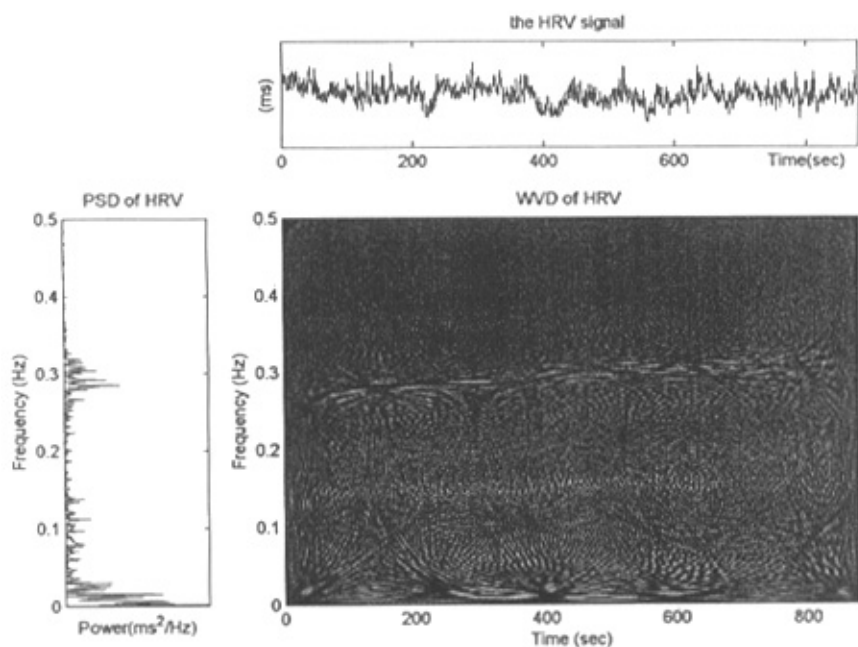 the HRV signal
(ms)
0 200 400 600 Time(sec)
PSD of HRV
WVD of HRV
0.5
0.4
0.3
0.2
0.1
0
Frequency (Hz)
Power(ms²/Hz)
0.5
0.4
0.3
0.2
0.1
0
Frequency (Hz)
0 200 400 600 800
Time (sec)